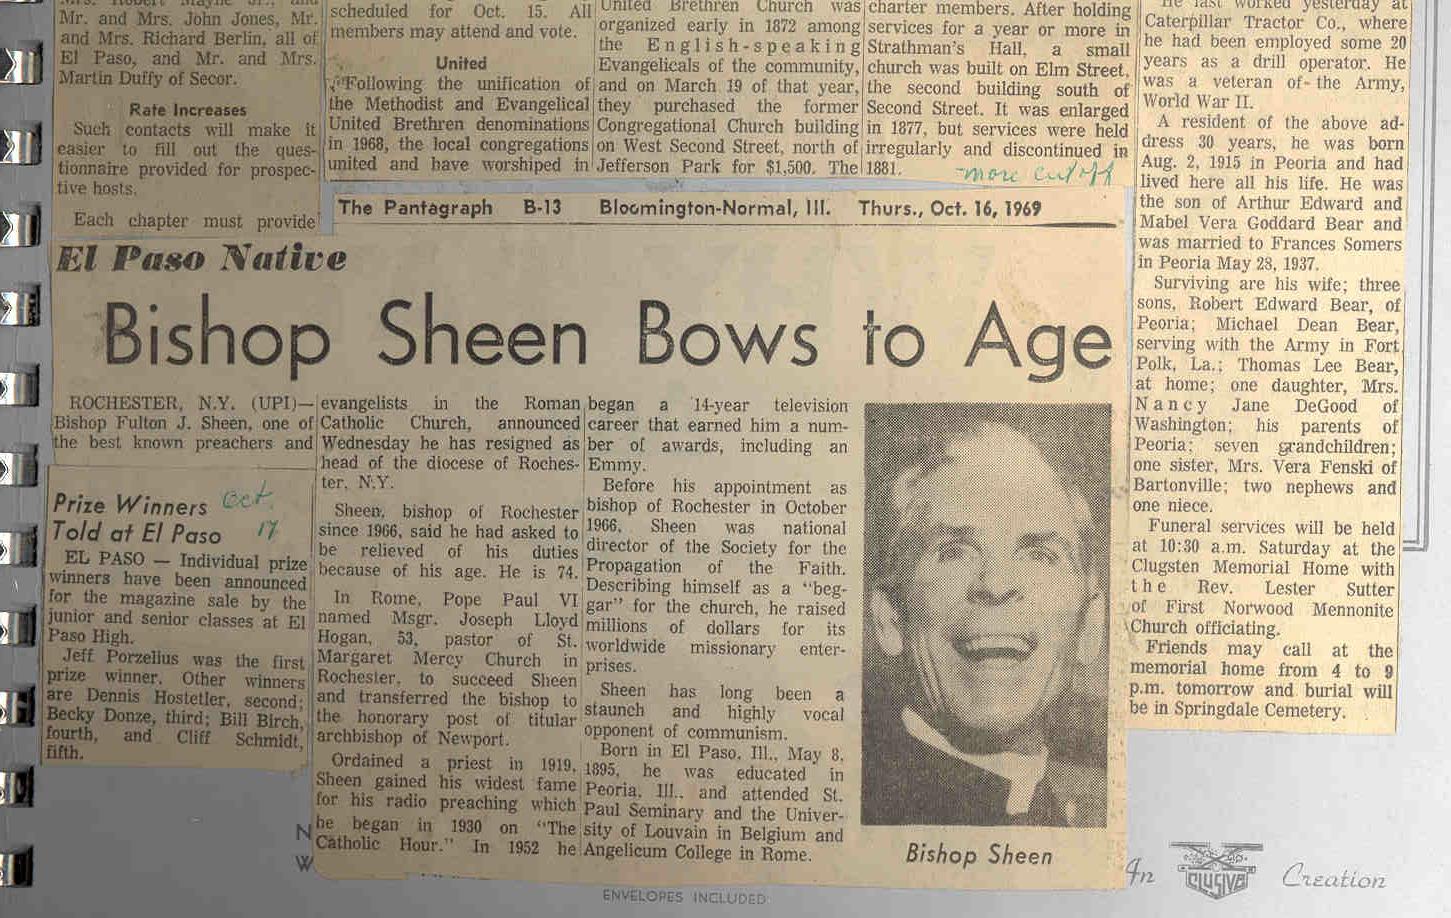 Mr. and Mrs. John Jones, Mr.
and Mrs. Richard Berlin, all of
El Paso, and Mr. and Mrs.
Martin Duffy of Secor.
Rate Increases
Such contacts will make it
easier to fill out the ques-
tionnaire provided for prospec-
tive hosts.
Each chapter must provide
scheduled for Oct. 15. All
members may attend and vote.
United
Following the unification of
the Methodist and Evangelical
United Brethren denominations
in 1968, the local congregations
united and have worshiped in
United Brethren Church was
organized early in 1872 among
the English-speaking
Evangelicals of the community,
and on March 19 of that year,
they purchased the former
Congregational Church building
on West Second Street, north of
Jefferson Park for $1,500. The
charter members. After holding
services for a year or more in
Strathman's Hall, a small
church was built on Elm Street,
the second building south of
Second Street. It was enlarged
in 1877, but services were held
irregularly and discontinued in
1881.
more cut off
He last worked yesterday at
Caterpillar Tractor Co., where
he had been employed some 20
years as a drill operator. He
was a veteran of the Army,
World War II.
A resident of the above ad-
dress 30 years, he was born
Aug. 2, 1915 in Peoria and had
lived here all his life. He was
the son of Arthur Edward and
Mabel Vera Goddard Bear and
was married to Frances Somers
in Peoria May 28, 1937.
Surviving are his wife; three
sons, Robert Edward Bear, of
Peoria; Michael Dean Bear,
serving with the Army in Fort
Polk, La.; Thomas Lee Bear,
at home; one daughter, Mrs.
Nancy Jane DeGood of
Washington; his parents of
Peoria; seven grandchildren;
one sister, Mrs. Vera Fenski of
Bartonville; two nephews and
one niece.
Funeral services will be held
at 10:30 a.m. Saturday at the
Clugsten Memorial Home with
the Rev. Lester Sutter
of First Norwood Mennonite
Church officiating.
Friends may call at the
memorial home from 4 to 9
p.m. tomorrow and burial will
be in Springdale Cemetery.
The Pantagraph B-13 Bloomington-Normal, Ill. Thurs., Oct. 16, 1969
El Paso Native
Bishop Sheen Bows to Age
ROCHESTER, N.Y. (UPI)—
Bishop Fulton J. Sheen, one of
the best known preachers and
evangelists in the Roman
Catholic Church, announced
Wednesday he has resigned as
head of the diocese of Roches-
ter, N.Y.
Sheen, bishop of Rochester
since 1966, said he had asked to
be relieved of his duties
because of his age. He is 74.
In Rome, Pope Paul VI
named Msgr. Joseph Lloyd
Hogan, 53, pastor of St.
Margaret Mercy Church in
Rochester, to succeed Sheen
and transferred the bishop to
the honorary post of titular
archbishop of Newport.
Ordained a priest in 1919,
Sheen gained his widest fame
for his radio preaching which
he began in 1930 on "The
Catholic Hour." In 1952 he
began a 14-year television
career that earned him a num-
ber of awards, including an
Emmy.
Before his appointment as
bishop of Rochester in October
1966, Sheen was national
director of the Society for the
Propagation of the Faith.
Describing himself as a "beg-
gar" for the church, he raised
millions of dollars for its
worldwide missionary enter-
prises.
Sheen has long been a
staunch and highly vocal
opponent of communism.
Born in El Paso, Ill., May 8,
1895, he was educated in
Peoria, Ill., and attended St.
Paul Seminary and the Univer-
sity of Louvain in Belgium and
Angelicum College in Rome.
Bishop Sheen
Prize Winners
Told at El Paso
Oct.
17
EL PASO — Individual prize
winners have been announced
for the magazine sale by the
junior and senior classes at El
Paso High.
Jeff Porzelius was the first
prize winner. Other winners
are Dennis Hostetler, second;
Becky Donze, third; Bill Birch,
fourth, and Cliff Schmidt,
fifth.
N
W
ENVELOPES INCLUDED
An
CLUSIVE
Creation